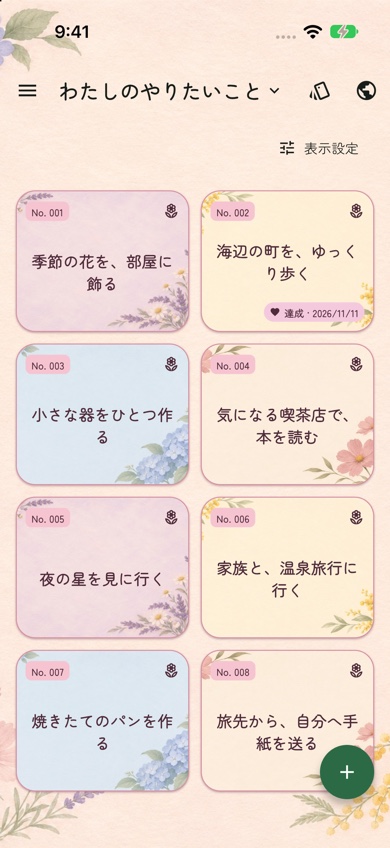 9:41
わたしのやりたいこと
表示設定
No. 001
季節の花を、部屋に
飾る
No. 002
海辺の町を、ゆっく
り歩く
達成・2026/11/11
No. 003
小さな器をひとつ作
る
No. 004
気になる喫茶店で、
本を読む
No. 005
夜の星を見に行く
No. 006
家族と、温泉旅行に
行く
No. 007
焼きたてのパンを作
る
No. 008
旅先から、自分へ手
紙を送る